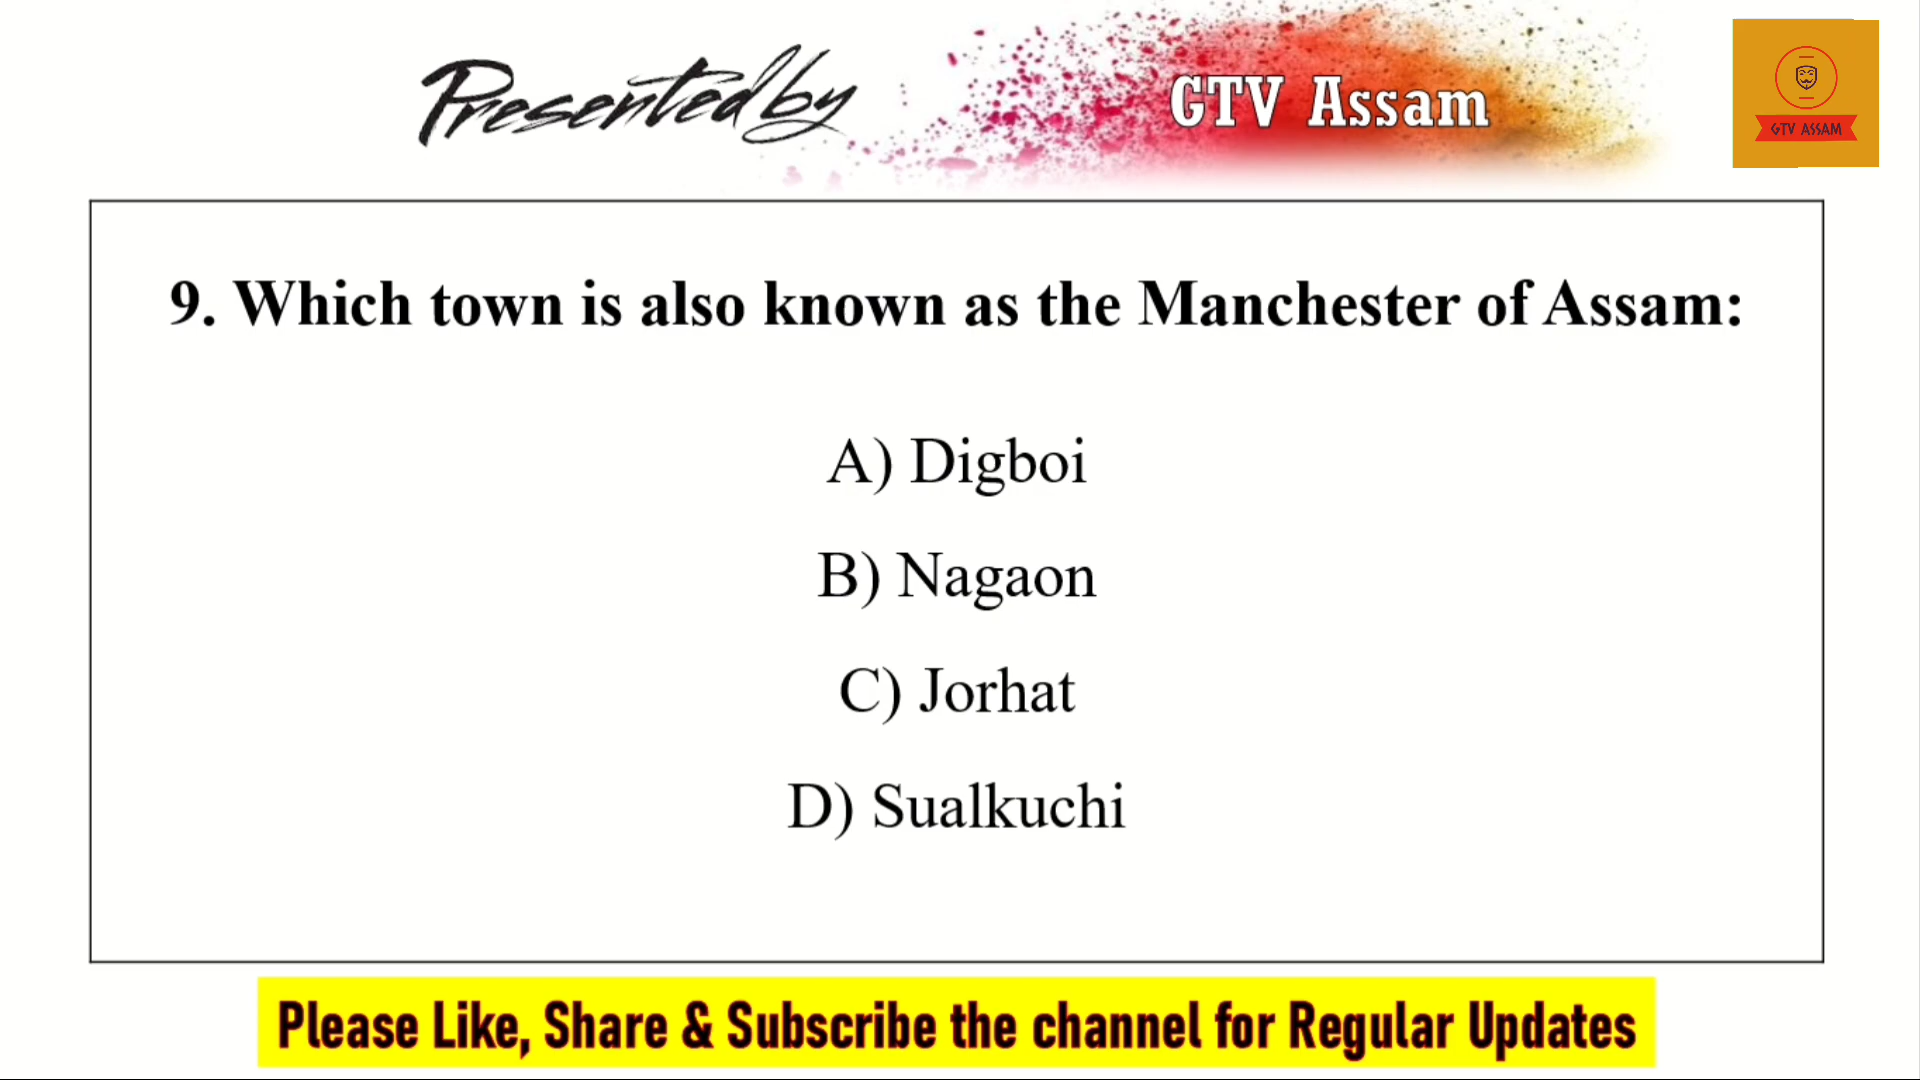 Presented by
GTV Assam
GTV ASSAM
9. Which town is also known as the Manchester of Assam:
A) Digboi
B) Nagaon
C) Jorhat
D) Sualkuchi
Please Like, Share & Subscribe the channel for Regular Updates